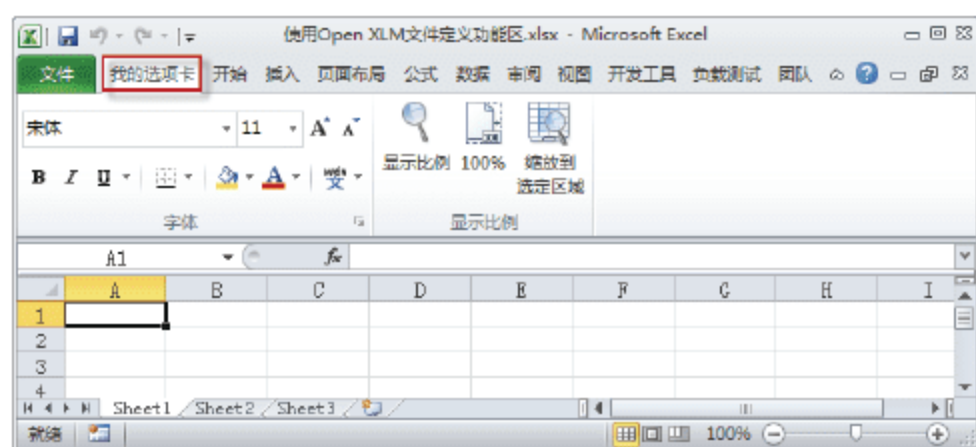 使用Open XLM文件定义功能区.xlsx - Microsoft Excel
文件 我的选项卡 开始 插入 页面布局 公式 数据 审阅 视图 开发工具 负载测试 团队
宋体 11 A A
显示比例 100% 缩放到
选定区域
B I U A wén 文
字体 显示比例
A1 fx
A B C D E F G H I
1
2
3
4
Sheet1 Sheet2 Sheet3
就绪 100%